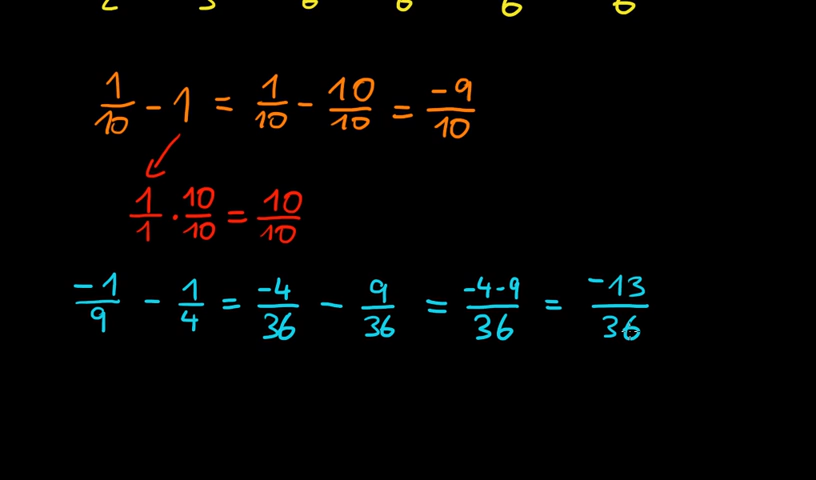 1/10 - 1 = 1/10 - 10/10 = -9/10
1/1 · 10/10 = 10/10
-1/9 - 1/4 = -4/36 - 9/36 = -4-9/36 = -13/36